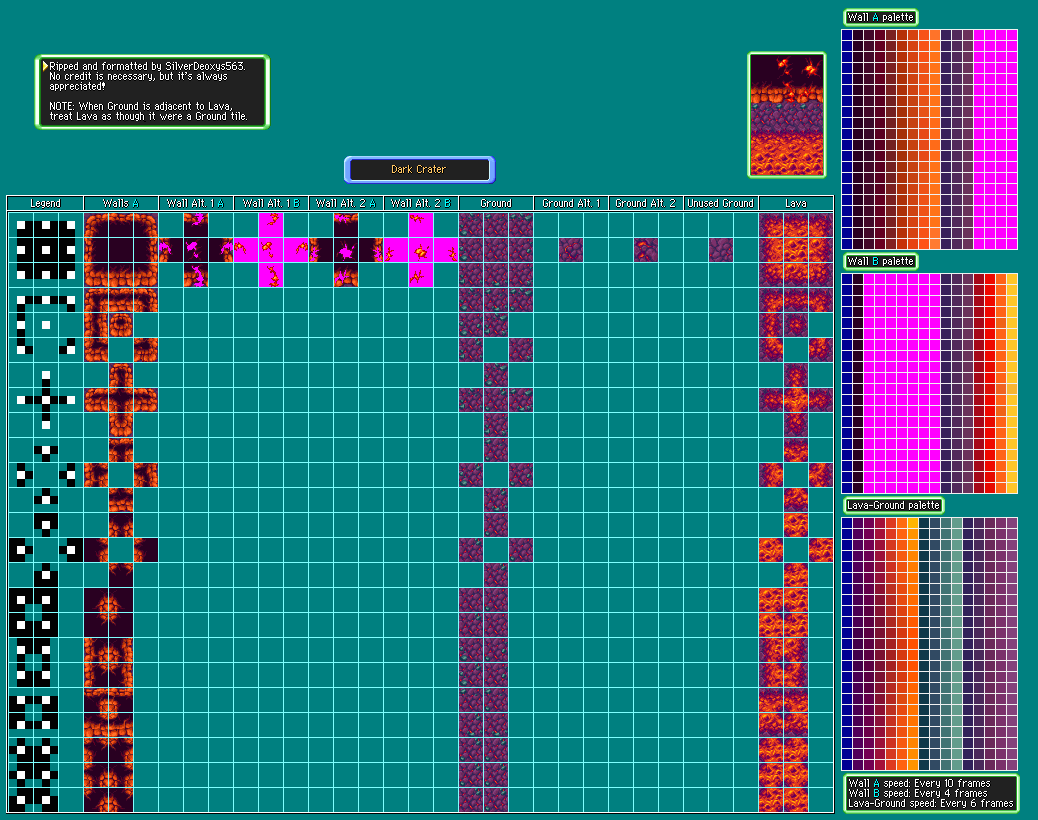 Wall A palette
Ripped and formatted by SilverDeoxys563.
No credit is necessary, but it's always
appreciated!
NOTE: When Ground is adjacent to Lava,
treat Lava as though it were a Ground tile.
Dark Crater
Legend
Walls A
Wall Alt. 1 A
Wall Alt. 1 B
Wall Alt. 2 A
Wall Alt. 2 B
Ground
Ground Alt. 1
Ground Alt. 2
Unused Ground
Lava
Wall B palette
Lava-Ground palette
Wall A speed: Every 10 frames
Wall B speed: Every 4 frames
Lava-Ground speed: Every 6 frames